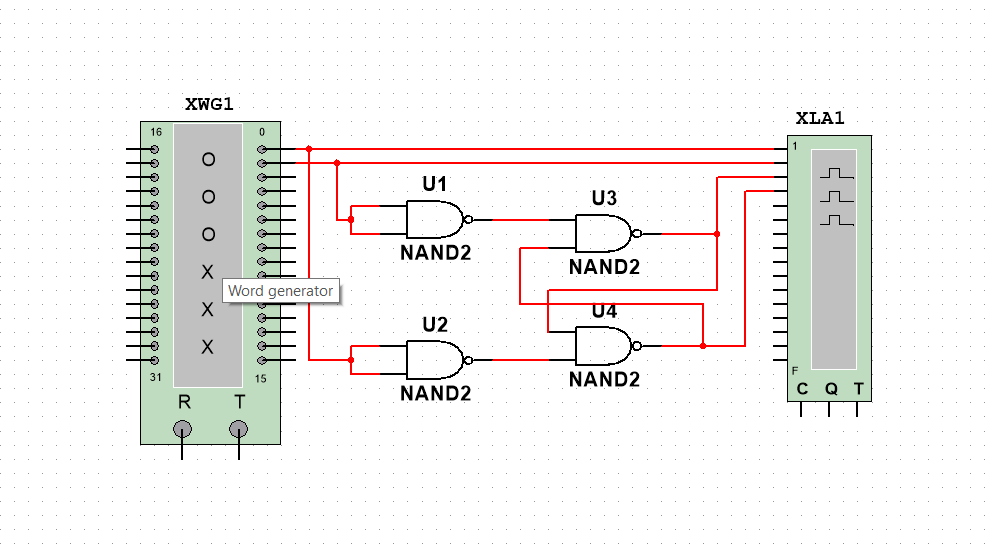 XWG1
16 0
O
O
O
X
X
X
31 15
R T
Word generator
U1
NAND2
U2
NAND2
U3
NAND2
U4
NAND2
XLA1
1
F
C Q T